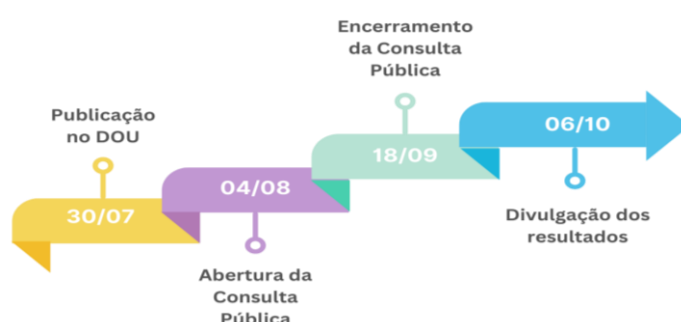 Encerramento
da Consulta
Pública
Publicação
no DOU
06/10
18/09
04/08
30/07
Divulgação dos
resultados
Abertura da
Consulta
Pública